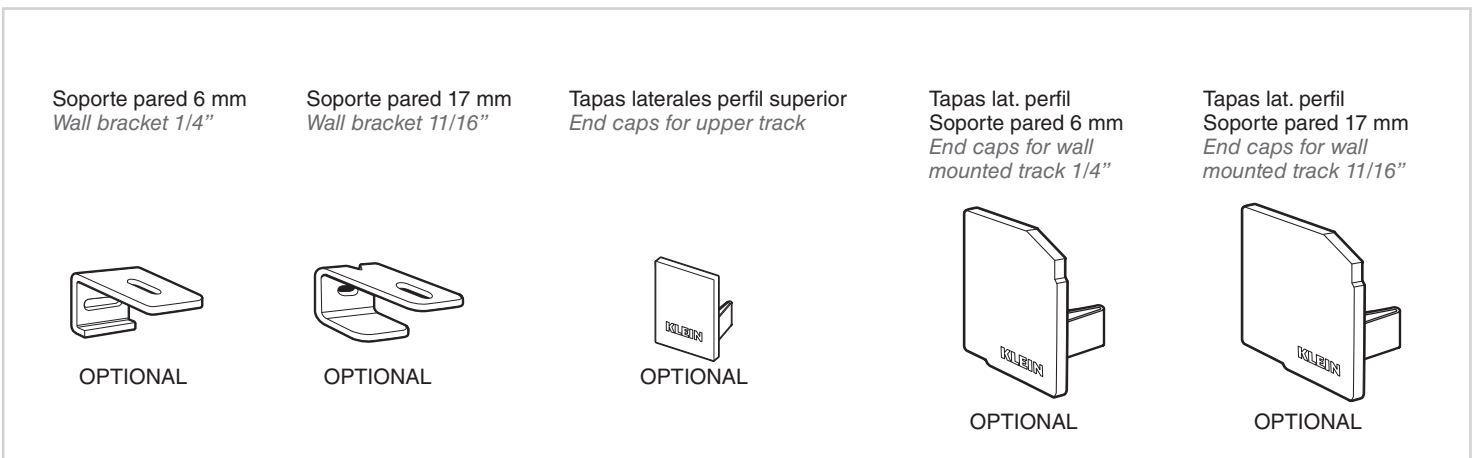 Soporte pared 6 mm
Wall bracket 1/4”
Soporte pared 17 mm
Wall bracket 11/16”
Tapas laterales perfil superior
End caps for upper track
Tapas lat. perfil
Soporte pared 6 mm
End caps for wall
mounted track 1/4”
Tapas lat. perfil
Soporte pared 17 mm
End caps for wall
mounted track 11/16”
KLEIN
KLEIN
KLEIN
OPTIONAL
OPTIONAL
OPTIONAL
OPTIONAL
OPTIONAL